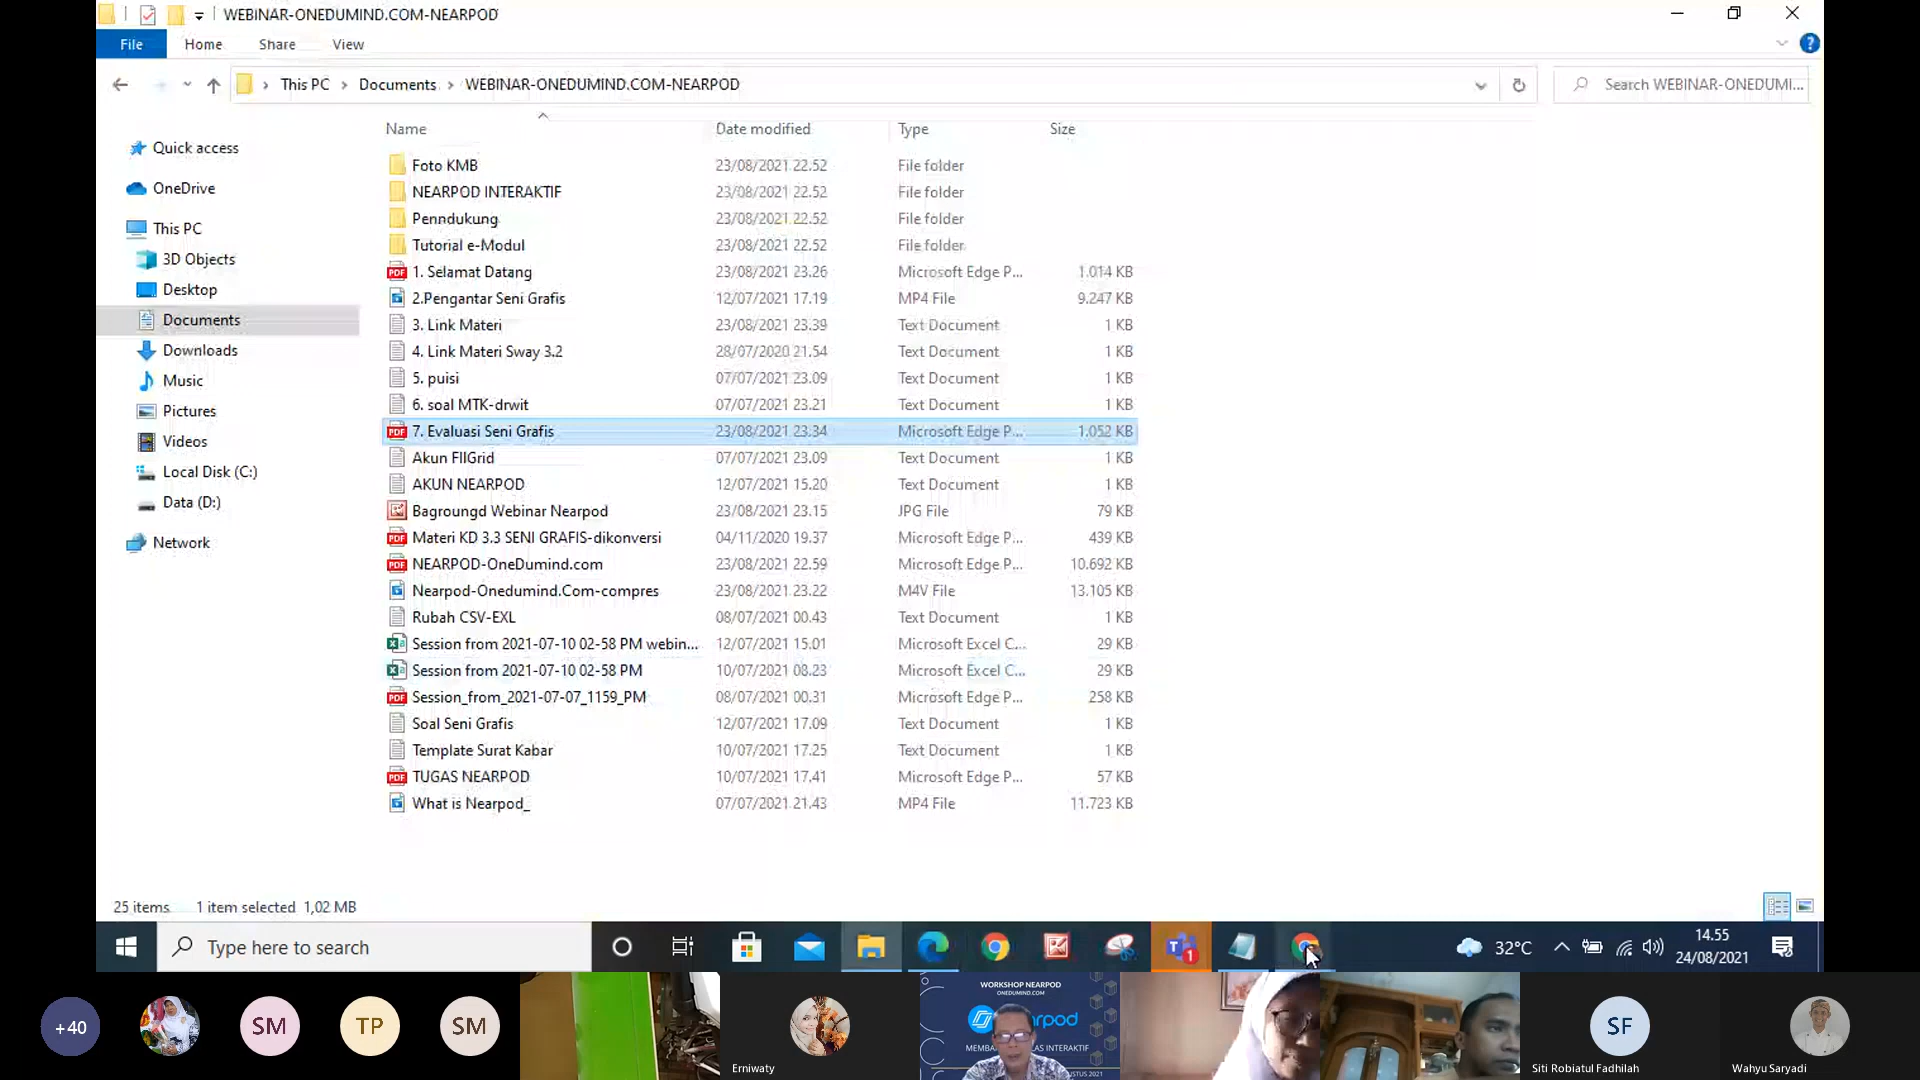 WEBINAR-ONEDUMIND.COM-NEARPOD
File Home Share View
This PC Documents WEBINAR-ONEDUMIND.COM-NEARPOD Search WEBINAR-ONEDUMI...
Name Date modified Type Size
Quick access
OneDrive
This PC
3D Objects
Desktop
Documents
Downloads
Music
Pictures
Videos
Local Disk (C:)
Data (D:)
Network
Foto KMB 23/08/2021 22.52 File folder
NEARPOD INTERAKTIF 23/08/2021 22.52 File folder
Penndukung 23/08/2021 22.52 File folder
Tutorial e-Modul 23/08/2021 22.52 File folder
1. Selamat Datang 23/08/2021 23.26 Microsoft Edge P... 1.014 KB
2.Pengantar Seni Grafis 12/07/2021 17.19 MP4 File 9.247 KB
3. Link Materi 23/08/2021 23.39 Text Document 1 KB
4. Link Materi Sway 3.2 28/07/2020 21.54 Text Document 1 KB
5. puisi 07/07/2021 23.09 Text Document 1 KB
6. soal MTK-drwit 07/07/2021 23.21 Text Document 1 KB
7. Evaluasi Seni Grafis 23/08/2021 23.34 Microsoft Edge P... 1.052 KB
Akun FlIGrid 07/07/2021 23.09 Text Document 1 KB
AKUN NEARPOD 12/07/2021 15.20 Text Document 1 KB
Bagroungd Webinar Nearpod 23/08/2021 23.15 JPG File 79 KB
Materi KD 3.3 SENI GRAFIS-dikonversi 04/11/2020 19.37 Microsoft Edge P... 439 KB
NEARPOD-OneDumind.com 23/08/2021 22.59 Microsoft Edge P... 10.692 KB
Nearpod-Onedumind.Com-compres 23/08/2021 23.22 M4V File 13.105 KB
Rubah CSV-EXL 08/07/2021 00.43 Text Document 1 KB
Session from 2021-07-10 02-58 PM webin... 12/07/2021 15.01 Microsoft Excel C... 29 KB
Session from 2021-07-10 02-58 PM 10/07/2021 08.23 Microsoft Excel C... 29 KB
Session_from_2021-07-07_1159_PM 08/07/2021 00.31 Microsoft Edge P... 258 KB
Soal Seni Grafis 12/07/2021 17.09 Text Document 1 KB
Template Surat Kabar 10/07/2021 17.25 Text Document 1 KB
TUGAS NEARPOD 10/07/2021 17.41 Microsoft Edge P... 57 KB
What is Nearpod_ 07/07/2021 21.43 MP4 File 11.723 KB
25 items 1 item selected 1,02 MB
Type here to search
1
32°C
14.55
24/08/2021
+40
SM
TP
SM
Erniwaty
WORKSHOP NEARPOD
ONEDUMIND.COM
SF
Siti Robiatul Fadhilah
Wahyu Saryadi